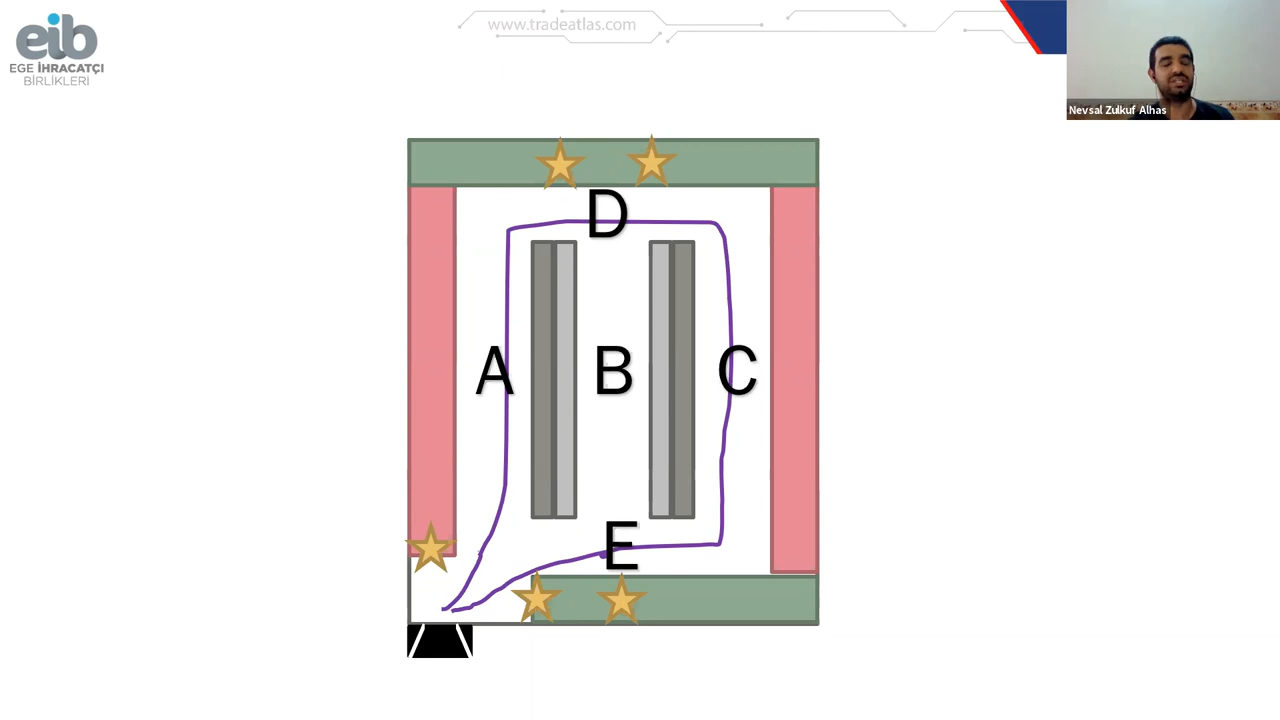 www.tradeatlas.com
eib
EGE İHRACATÇI
BİRLİKLERİ
Nevsal Zulkuf Alhas
D
A B C
E